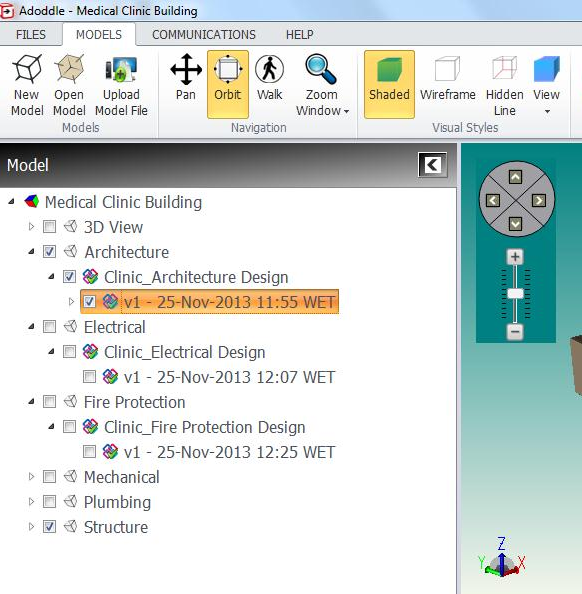 Adoddle - Medical Clinic Building
FILES MODELS COMMUNICATIONS HELP
New Model Open Model Upload Model File Pan Orbit Walk Zoom Window Shaded Wireframe Hidden Line View
Models Navigation Visual Styles
Model
Medical Clinic Building
3D View
Architecture
Clinic_Architecture Design
v1 - 25-Nov-2013 11:55 WET
Electrical
Clinic_Electrical Design
v1 - 25-Nov-2013 12:07 WET
Fire Protection
Clinic_Fire Protection Design
v1 - 25-Nov-2013 12:25 WET
Mechanical
Plumbing
Structure
Z
Y X